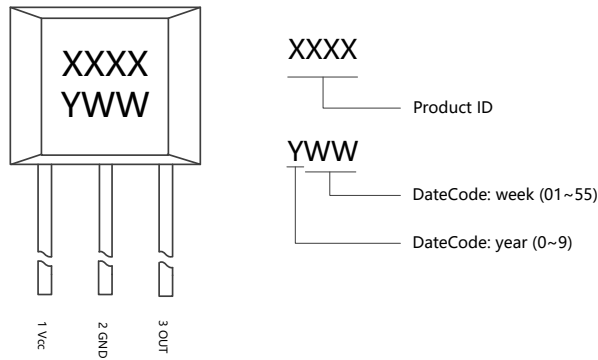 XXXX
YWW
1 Vcc
2 GND
3 OUT
XXXX
Product ID
YWW
DateCode: week (01~55)
DateCode: year (0~9)